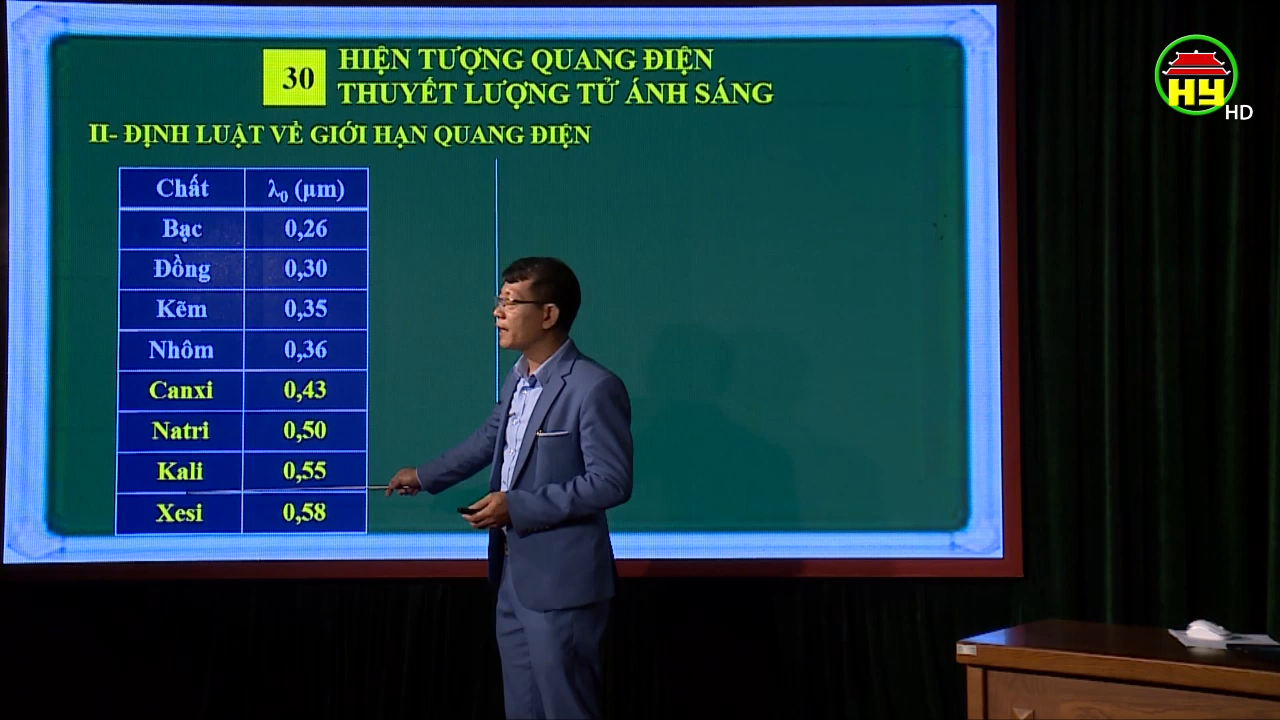 30
HIỆN TƯỢNG QUANG ĐIỆN
THUYẾT LƯỢNG TỬ ÁNH SÁNG
II- ĐỊNH LUẬT VỀ GIỚI HẠN QUANG ĐIỆN
Chất λ₀ (µm)
Bạc 0,26
Đồng 0,30
Kẽm 0,35
Nhôm 0,36
Canxi 0,43
Natri 0,50
Kali 0,55
Xesi 0,58
HY
HD